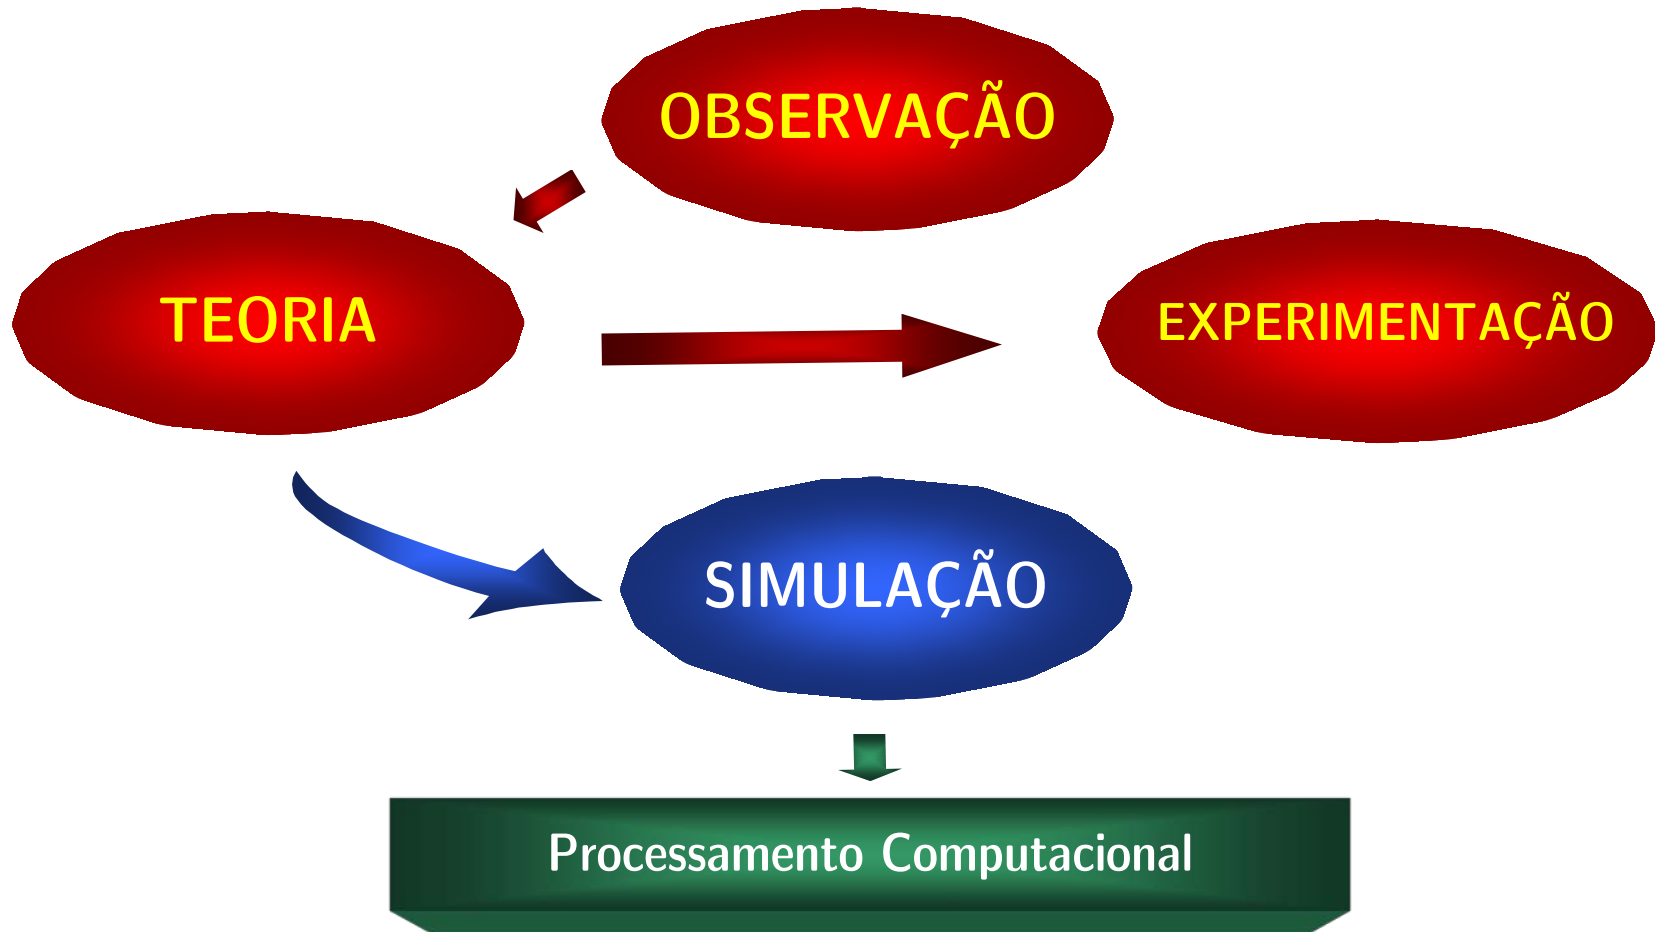 OBSERVAÇÃO
TEORIA
EXPERIMENTAÇÃO
SIMULAÇÃO
Processamento Computacional